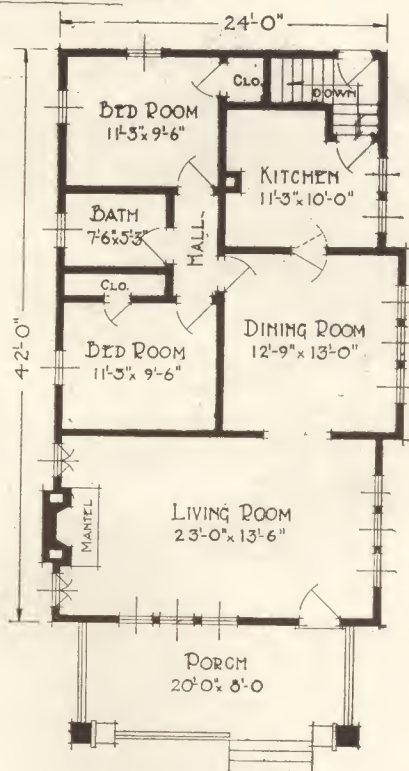 24'-0"
CLO.
DOWN
BED ROOM
11'-3"x 9'-6"
KITCHEN
11'-3"x 10'-0"
BATH
7'-6"x5'-3"
HALL
CLO.
42'-0"
BED ROOM
11'-3"x 9'-6"
DINING ROOM
12'-9"x 13'-0"
MANTEL
LIVING ROOM
23'-0"x 13'-6"
PORCH
20'-0"x 8'-0